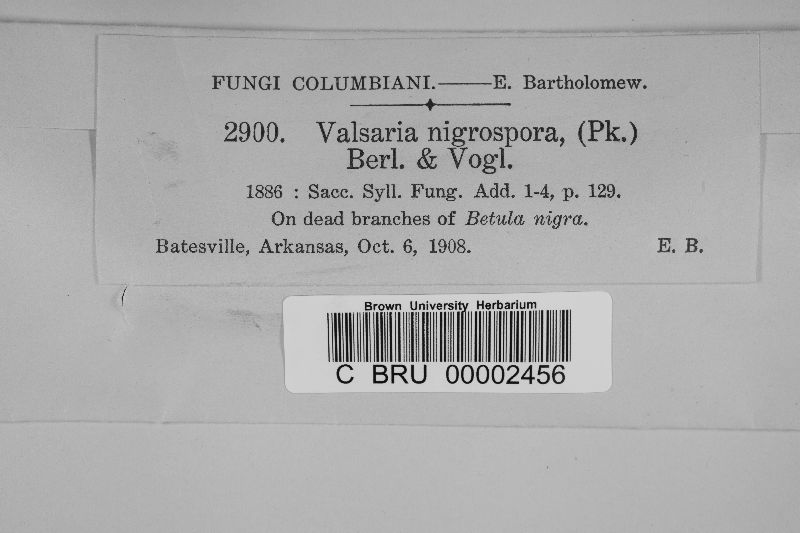 FUNGI COLUMBIANI.——E. Bartholomew.
2900. Valsaria nigrospora, (Pk.)
Berl. & Vogl.
1886 : Sacc. Syll. Fung. Add. 1-4, p. 129.
On dead branches of Betula nigra.
Batesville, Arkansas, Oct. 6, 1908. E. B.
Brown University Herbarium
C BRU 00002456